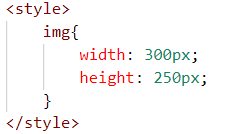 <style>
img{
width: 300px;
height: 250px;
}
</style>